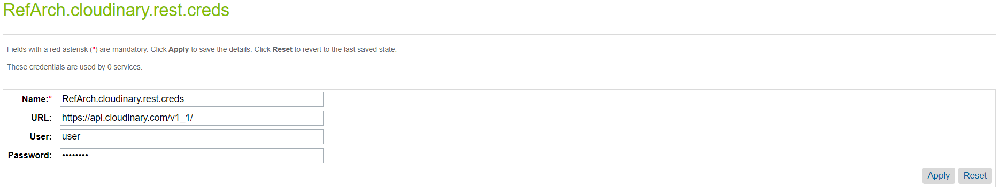 RefArch.cloudinary.rest.creds
Fields with a red asterisk (*) are mandatory. Click Apply to save the details. Click Reset to revert to the last saved state.
These credentials are used by 0 services.
Name:* RefArch.cloudinary.rest.creds
URL: https://api.cloudinary.com/v1_1/
User: user
Password: ••••••••
Apply Reset